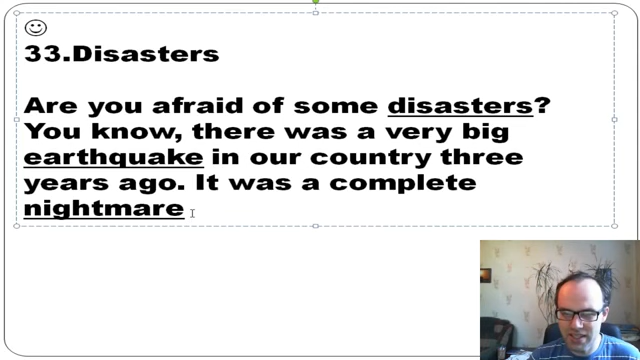 33.Disasters
Are you afraid of some disasters?
You know, there was a very big
earthquake in our country three
years ago. It was a complete
nightmare